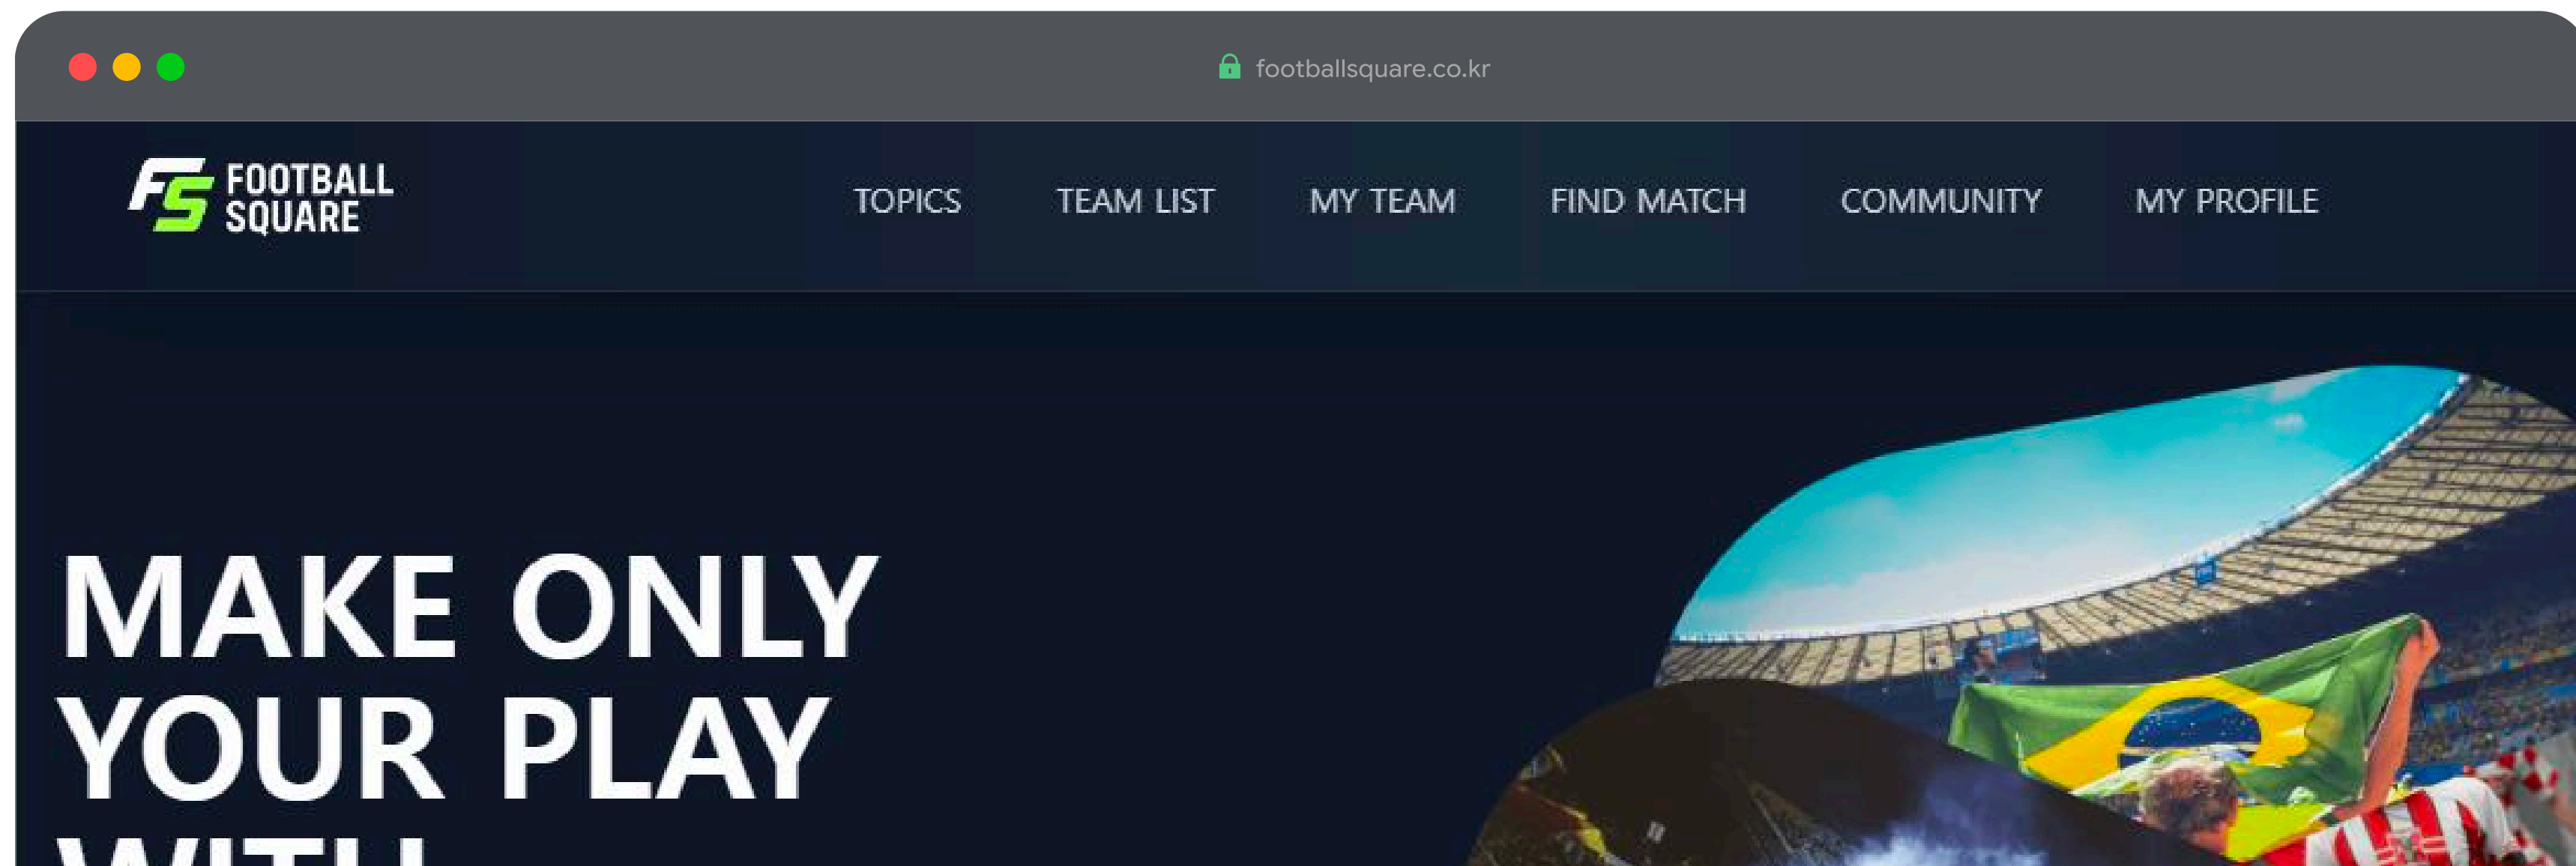 footballsquare.co.kr
FS FOOTBALL
SQUARE
TOPICS TEAM LIST MY TEAM FIND MATCH COMMUNITY MY PROFILE
MAKE ONLY
YOUR PLAY
WITH